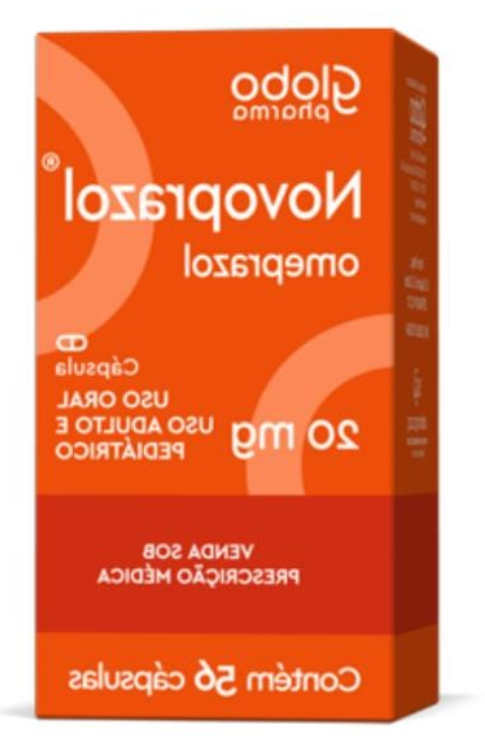 Globo
pharma
Novoprazol®
omeprazol
Cápsula
20 mg
USO ORAL
USO ADULTO E
PEDIÁTRICO
VENDA SOB
PRESCRIÇÃO MÉDICA
Contém 56 cápsulas